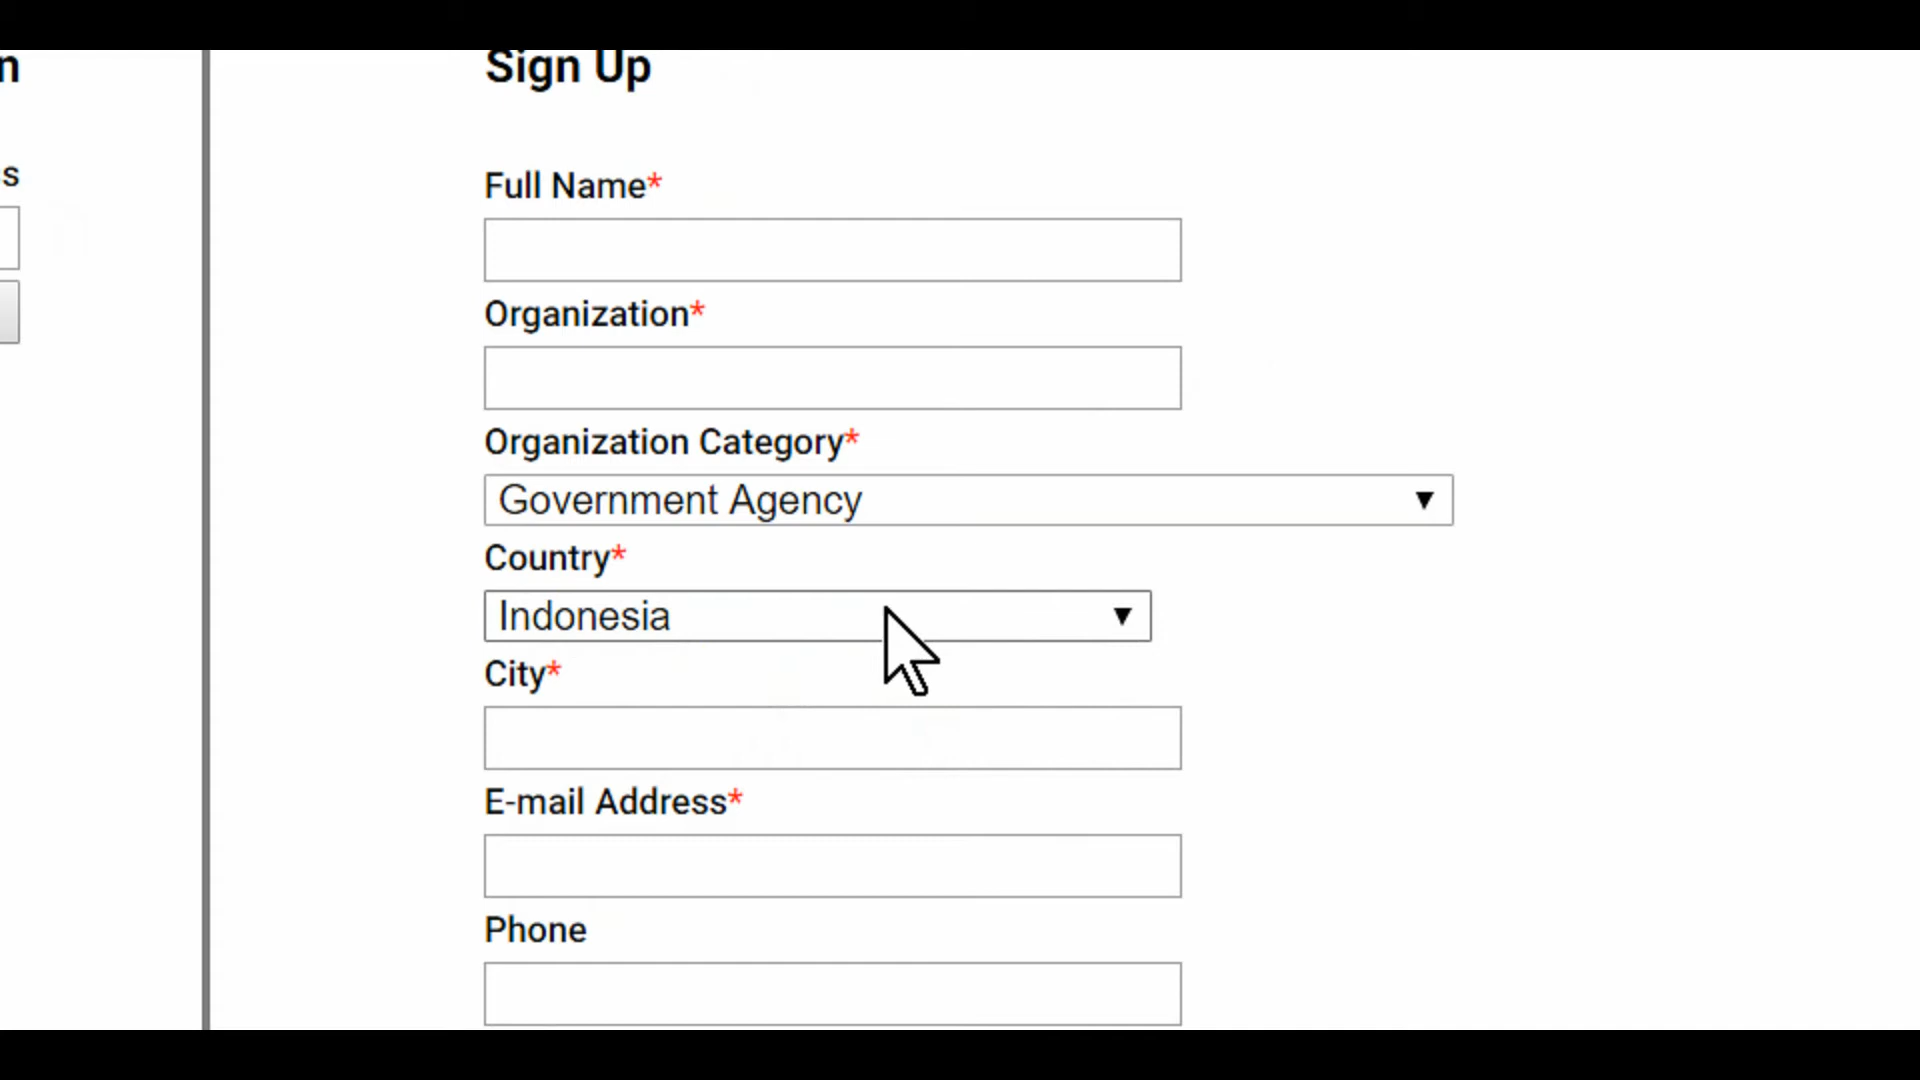 Sign Up
Full Name*
Organization*
Organization Category*
Government Agency
Country*
Indonesia
City*
E-mail Address*
Phone